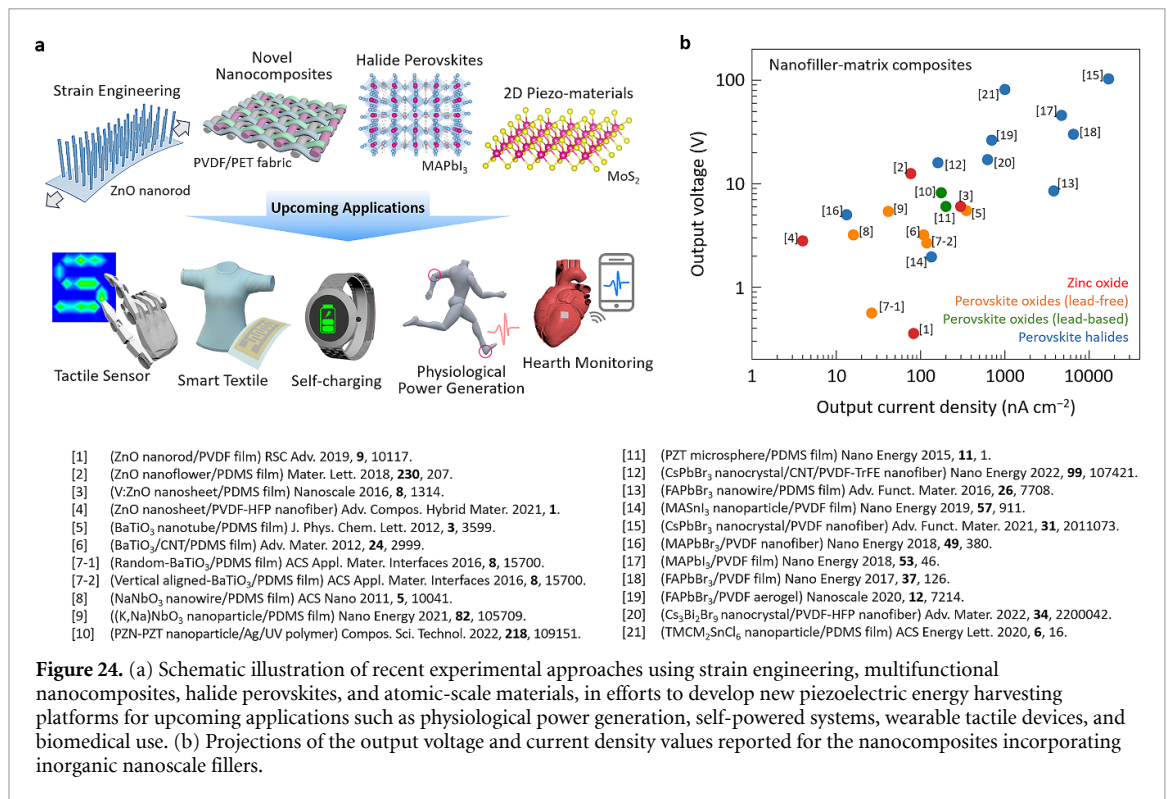 a
Strain Engineering
ZnO nanorod
Novel
Nanocomposites
PVDF/PET fabric
Halide Perovskites
MAPbI₃
2D Piezo-materials
MoS₂
Upcoming Applications
Tactile Sensor
Smart Textile
Self-charging
Physiological
Power Generation
Hearth Monitoring
b
Nanofiller-matrix composites
Output voltage (V)
100
10
1
[15]
[21]
[17]
[18]
[19]
[20]
[12]
[2]
[13]
[10]
[3]
[11]
[5]
[9]
[16]
[8]
[6]
[7-2]
[4]
[14]
[7-1]
[1]
Zinc oxide
Perovskite oxides (lead-free)
Perovskite oxides (lead-based)
Perovskite halides
1 10 100 1000 10000
Output current density (nA cm⁻²)
[1] (ZnO nanorod/PVDF film) RSC Adv. 2019, 9, 10117.
[2] (ZnO nanoflower/PDMS film) Mater. Lett. 2018, 230, 207.
[3] (V:ZnO nanosheet/PDMS film) Nanoscale 2016, 8, 1314.
[4] (ZnO nanosheet/PVDF-HFP nanofiber) Adv. Compos. Hybrid Mater. 2021, 1.
[5] (BaTiO₃ nanotube/PDMS film) J. Phys. Chem. Lett. 2012, 3, 3599.
[6] (BaTiO₃/CNT/PDMS film) Adv. Mater. 2012, 24, 2999.
[7-1] (Random-BaTiO₃/PDMS film) ACS Appl. Mater. Interfaces 2016, 8, 15700.
[7-2] (Vertical aligned-BaTiO₃/PDMS film) ACS Appl. Mater. Interfaces 2016, 8, 15700.
[8] (NaNbO₃ nanowire/PDMS film) ACS Nano 2011, 5, 10041.
[9] ((K,Na)NbO₃ nanoparticle/PDMS film) Nano Energy 2021, 82, 105709.
[10] (PZN-PZT nanoparticle/Ag/UV polymer) Compos. Sci. Technol. 2022, 218, 109151.
[11] (PZT microsphere/PDMS film) Nano Energy 2015, 11, 1.
[12] (CsPbBr₃ nanocrystal/CNT/PVDF-TrFE nanofiber) Nano Energy 2022, 99, 107421.
[13] (FAPbBr₃ nanowire/PDMS film) Adv. Funct. Mater. 2016, 26, 7708.
[14] (MASnI₃ nanoparticle/PVDF film) Nano Energy 2019, 57, 911.
[15] (CsPbBr₃ nanocrystal/PVDF nanofiber) Adv. Funct. Mater. 2021, 31, 2011073.
[16] (MAPbBr₃/PVDF nanofiber) Nano Energy 2018, 49, 380.
[17] (MAPbI₃/PVDF film) Nano Energy 2018, 53, 46.
[18] (FAPbBr₃/PVDF film) Nano Energy 2017, 37, 126.
[19] (FAPbBr₃/PVDF aerogel) Nanoscale 2020, 12, 7214.
[20] (Cs₃Bi₂Br₉ nanocrystal/PVDF-HFP nanofiber) Adv. Mater. 2022, 34, 2200042.
[21] (TMCM₂SnCl₆ nanoparticle/PDMS film) ACS Energy Lett. 2020, 6, 16.
Figure 24. (a) Schematic illustration of recent experimental approaches using strain engineering, multifunctional
nanocomposites, halide perovskites, and atomic-scale materials, in efforts to develop new piezoelectric energy harvesting
platforms for upcoming applications such as physiological power generation, self-powered systems, wearable tactile devices, and
biomedical use. (b) Projections of the output voltage and current density values reported for the nanocomposites incorporating
inorganic nanoscale fillers.